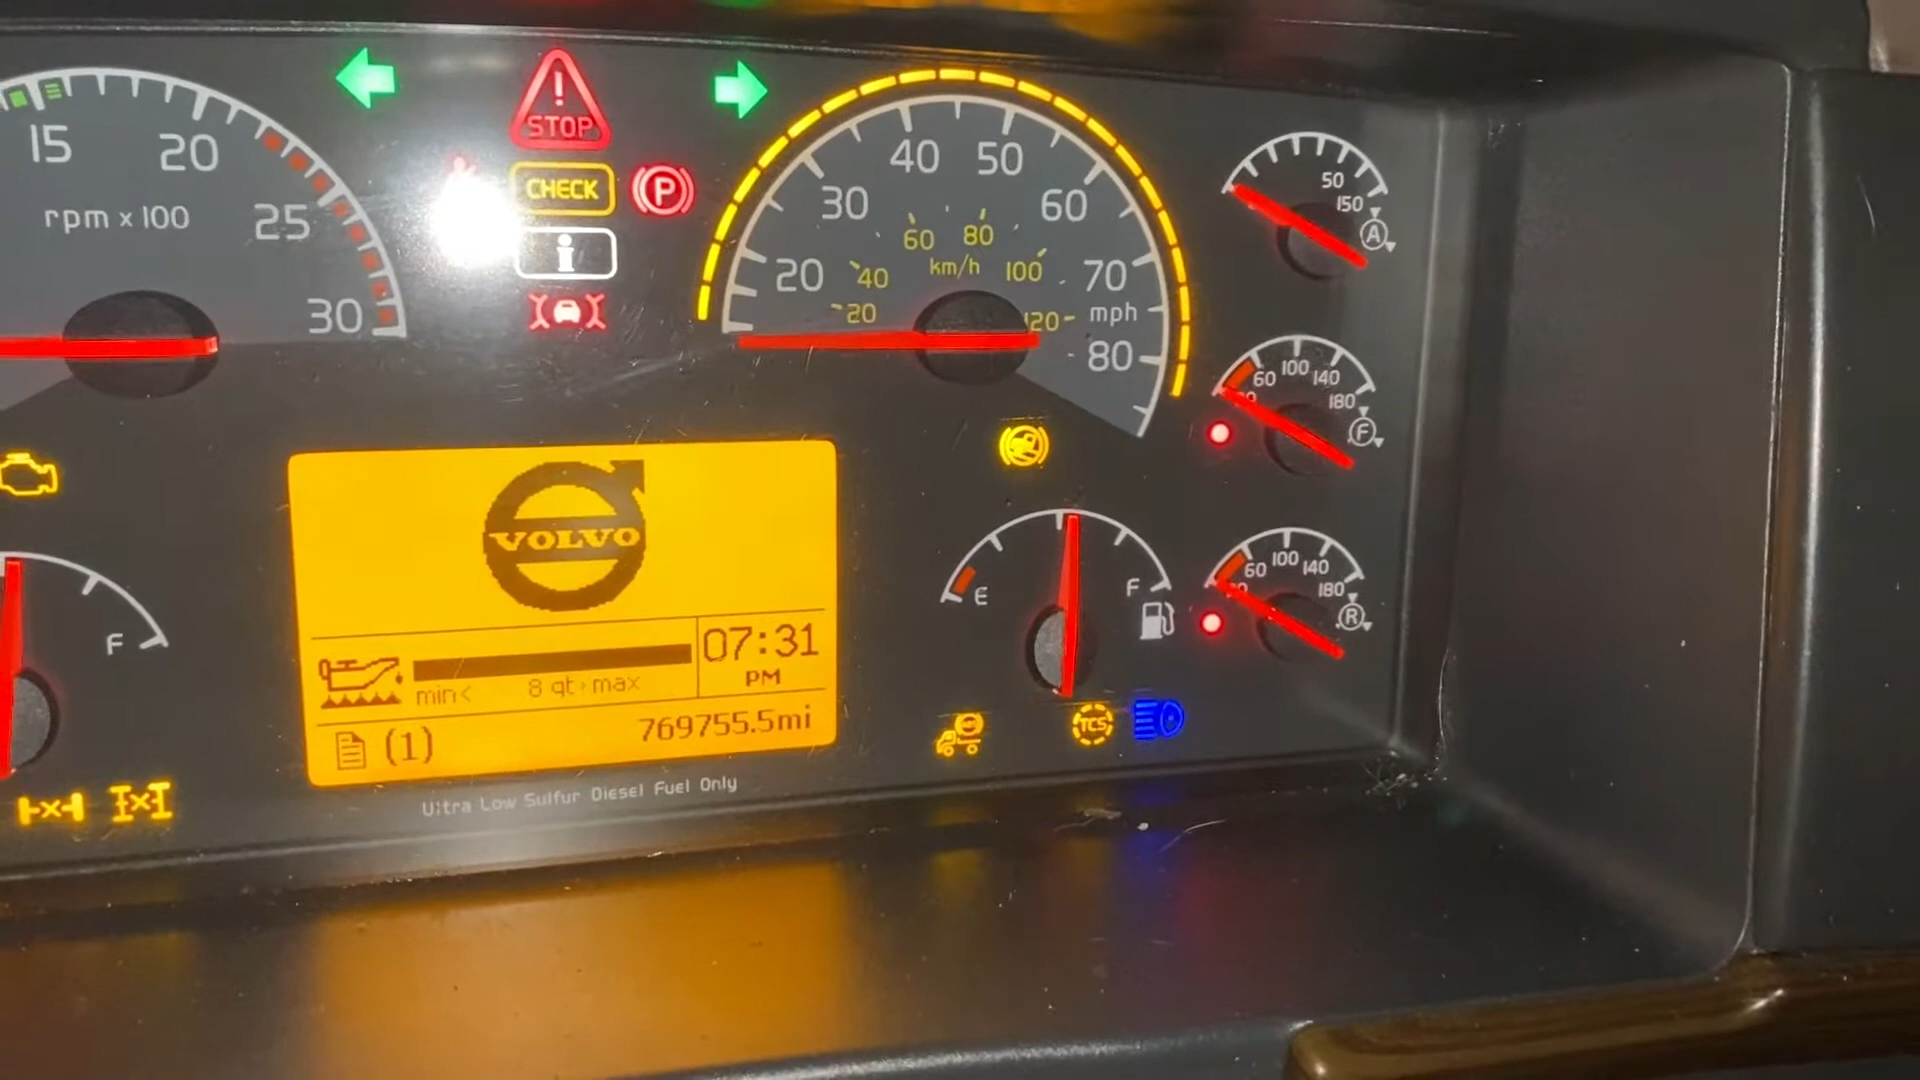 15
20
25
30
rpm x 100
STOP
CHECK
i
P
20
30
40
50
60
70
80
mph
20
40
60
80
100
120
km/h
50
150
A
60
100
140
180
F
60
100
140
180
R
F
E
F
VOLVO
min<
8 qt
max
07:31
PM
(1)
769755.5mi
TCS
Ultra Low Sulfur Diesel Fuel Only